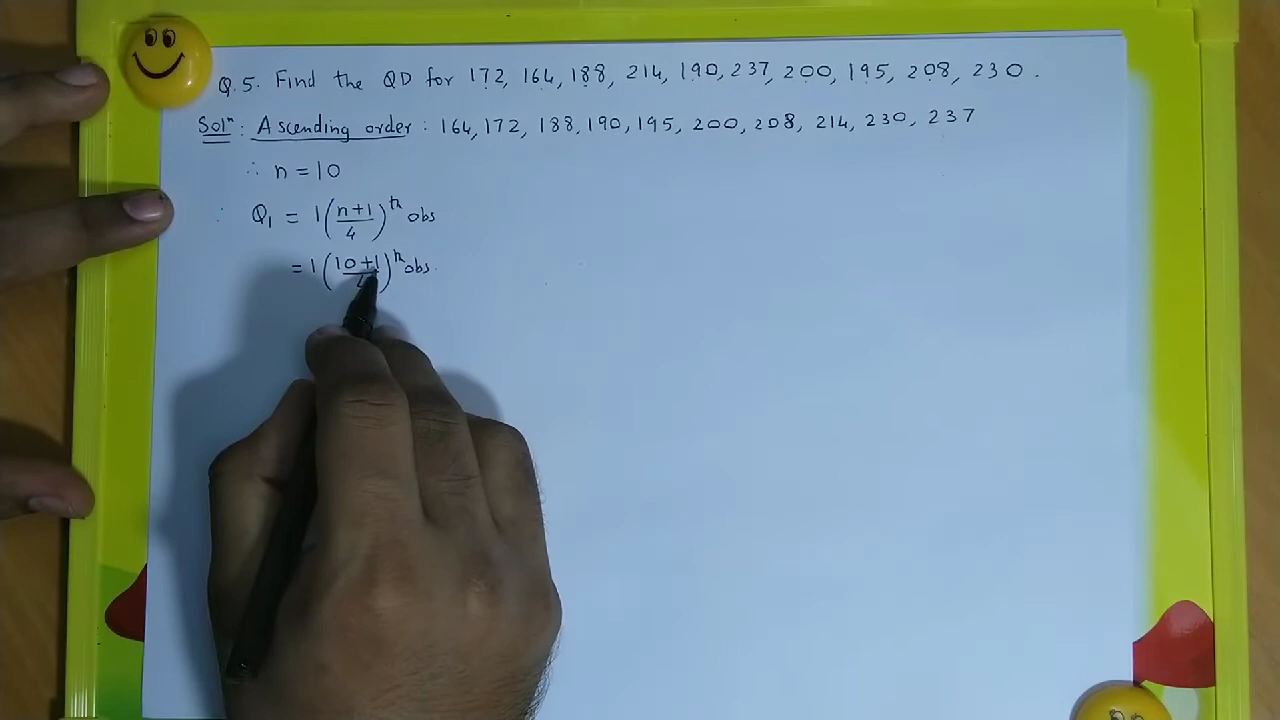 Q.5. Find the QD for 172, 164, 188, 214, 190, 237, 200, 195, 208, 230.
Solⁿ: Ascending order: 164, 172, 188, 190, 195, 200, 208, 214, 230, 237
∴ n = 10
∴ Q₁ = 1(n+1/4)ᵗʰ obs
= 1(10+1/4)ʰ obs.